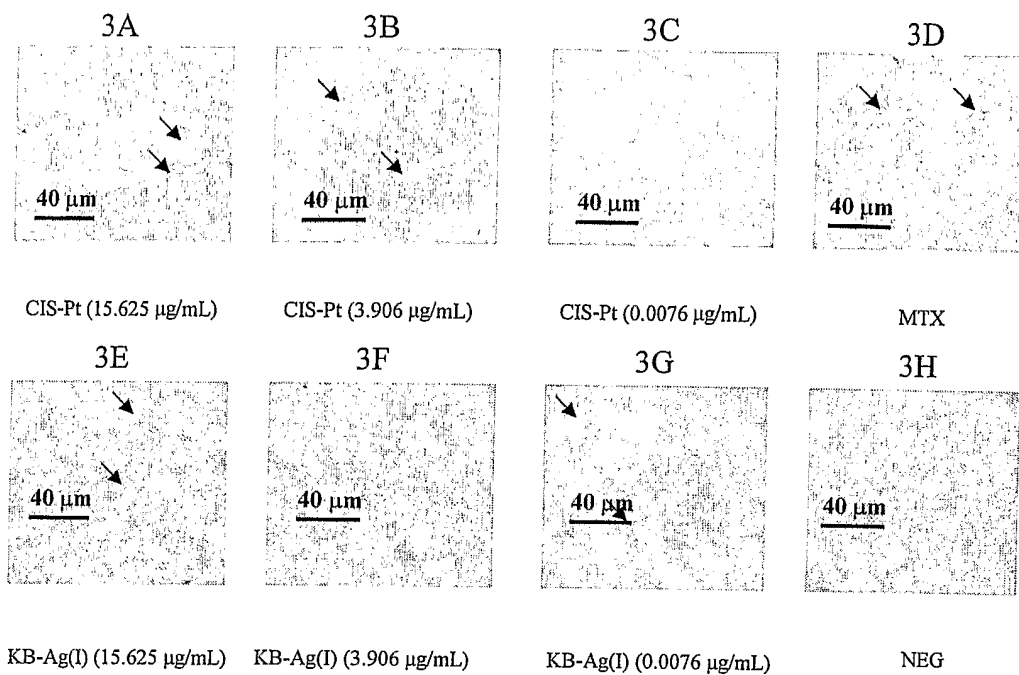 3A 3B 3C 3D
40 μm 40 μm 40 μm 40 μm
CIS-Pt (15.625 μg/mL) CIS-Pt (3.906 μg/mL) CIS-Pt (0.0076 μg/mL) MTX
3E 3F 3G 3H
40 μm 40 μm 40 μm 40 μm
KB-Ag(I) (15.625 μg/mL) KB-Ag(I) (3.906 μg/mL) KB-Ag(I) (0.0076 μg/mL) NEG